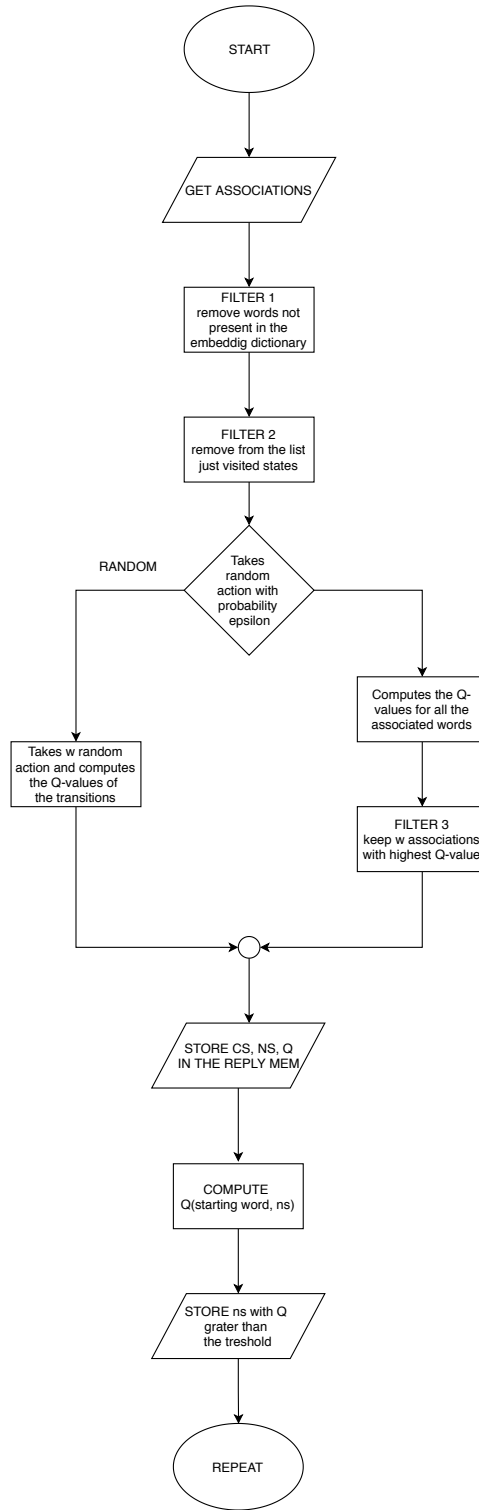 START
GET ASSOCIATIONS
FILTER 1
remove words not
present in the
embeddig dictionary
FILTER 2
remove from the list
just visited states
Takes
random
action with
probability
epsilon
RANDOM
Takes w random
action and computes
the Q-values of
the transitions
Computes the Q-
values for all the
associated words
FILTER 3
keep w associations
with highest Q-value
STORE CS, NS, Q
IN THE REPLY MEM
COMPUTE
Q(starting word, ns)
STORE ns with Q
grater than
the treshold
REPEAT